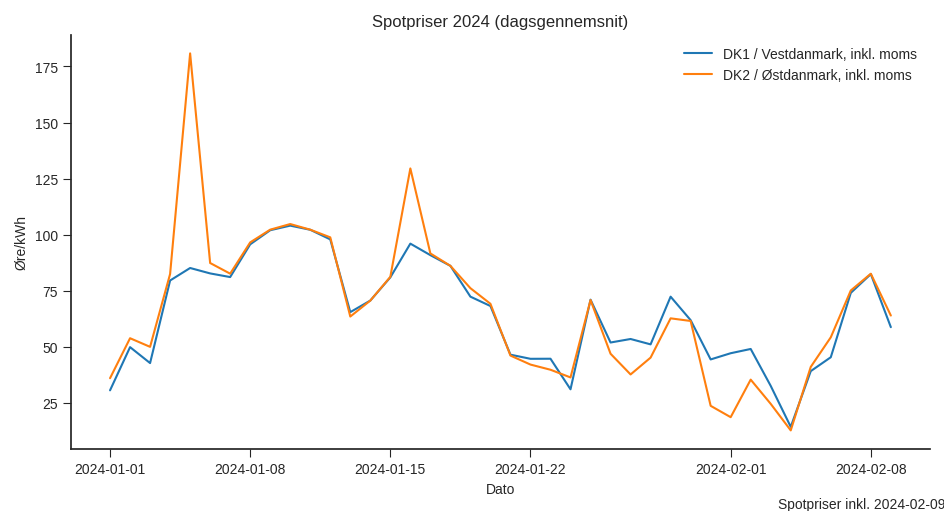 Spotpriser 2024 (dagsgennemsnit)
DK1 / Vestdanmark, inkl. moms
DK2 / Østdanmark, inkl. moms
Øre/kWh
175
150
125
100
75
50
25
2024-01-01
2024-01-08
2024-01-15
2024-01-22
2024-02-01
2024-02-08
Dato
Spotpriser inkl. 2024-02-09